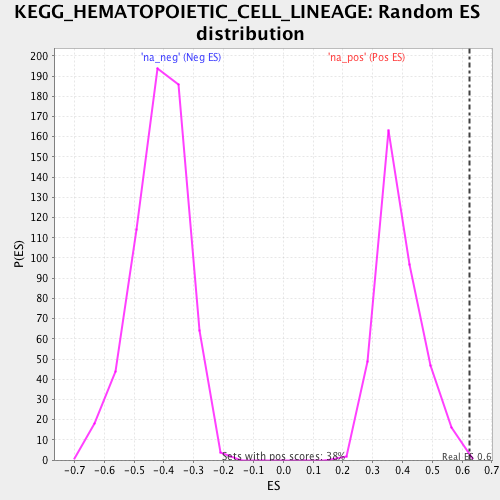 KEGG_HEMATOPOIETIC_CELL_LINEAGE: Random ES
distribution
'na_neg' (Neg ES)
'na_pos' (Pos ES)
200
190
180
170
160
150
140
130
120
110
100
90
80
70
60
50
40
30
20
10
0
P(ES)
Sets with pos scores: 38%
Real ES 0.6
-0.7 -0.6 -0.5 -0.4 -0.3 -0.2 -0.1 0.0 0.1 0.2 0.3 0.4 0.5 0.6 0.7
ES